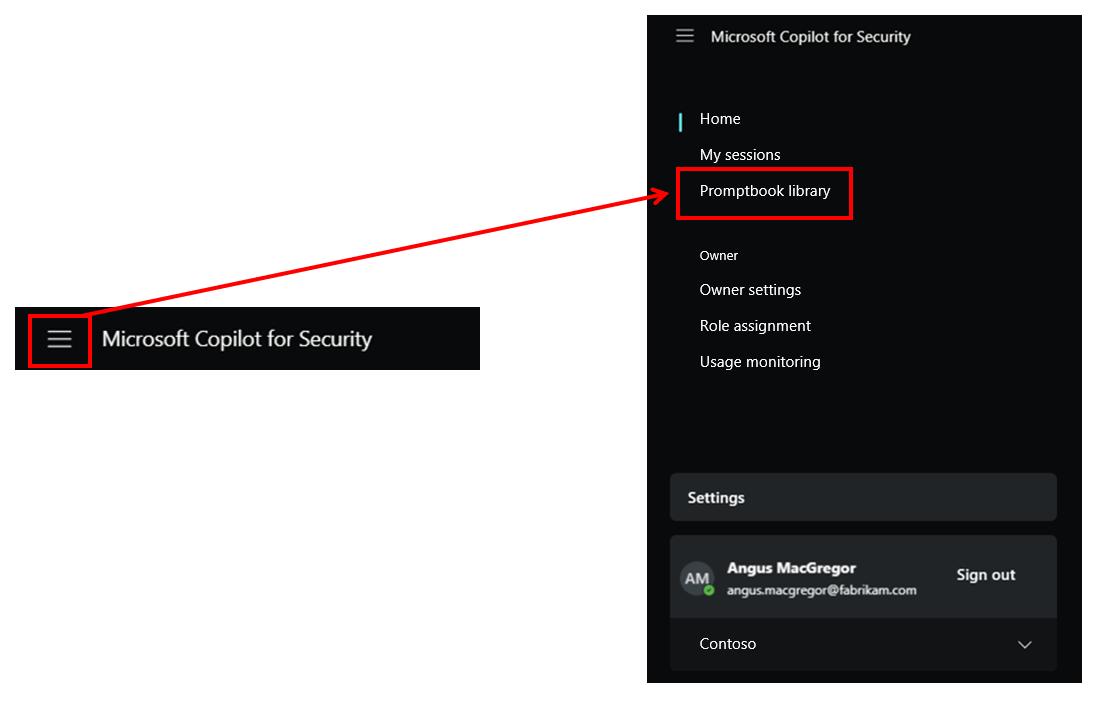 Microsoft Copilot for Security
Microsoft Copilot for Security
Home
My sessions
Promptbook library
Owner
Owner settings
Role assignment
Usage monitoring
Settings
AM
Angus MacGregor
angus.macgregor@fabrikam.com
Sign out
Contoso